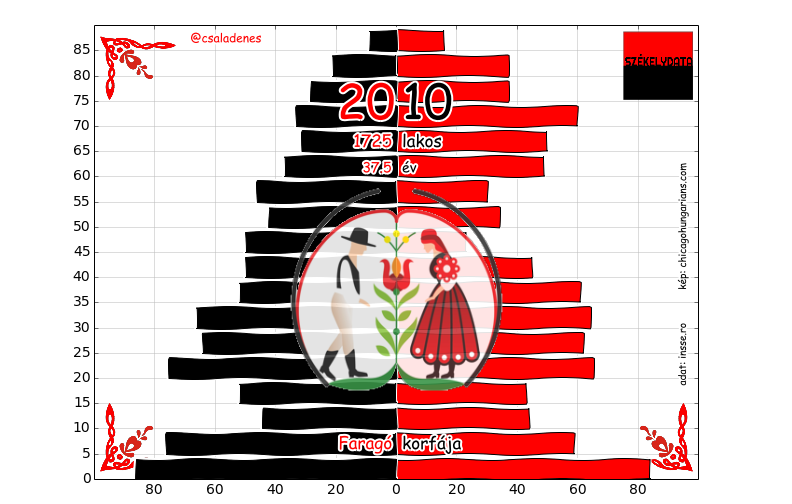 @csaladenes
SZÉKELYDATA
2010
1725 lakos
37.5 év
Faragó korfája
kép: chicagohungarians.com
adat: insse.ro
85
80
75
70
65
60
55
50
45
40
35
30
25
20
15
10
5
0
80 60 40 20 0 20 40 60 80